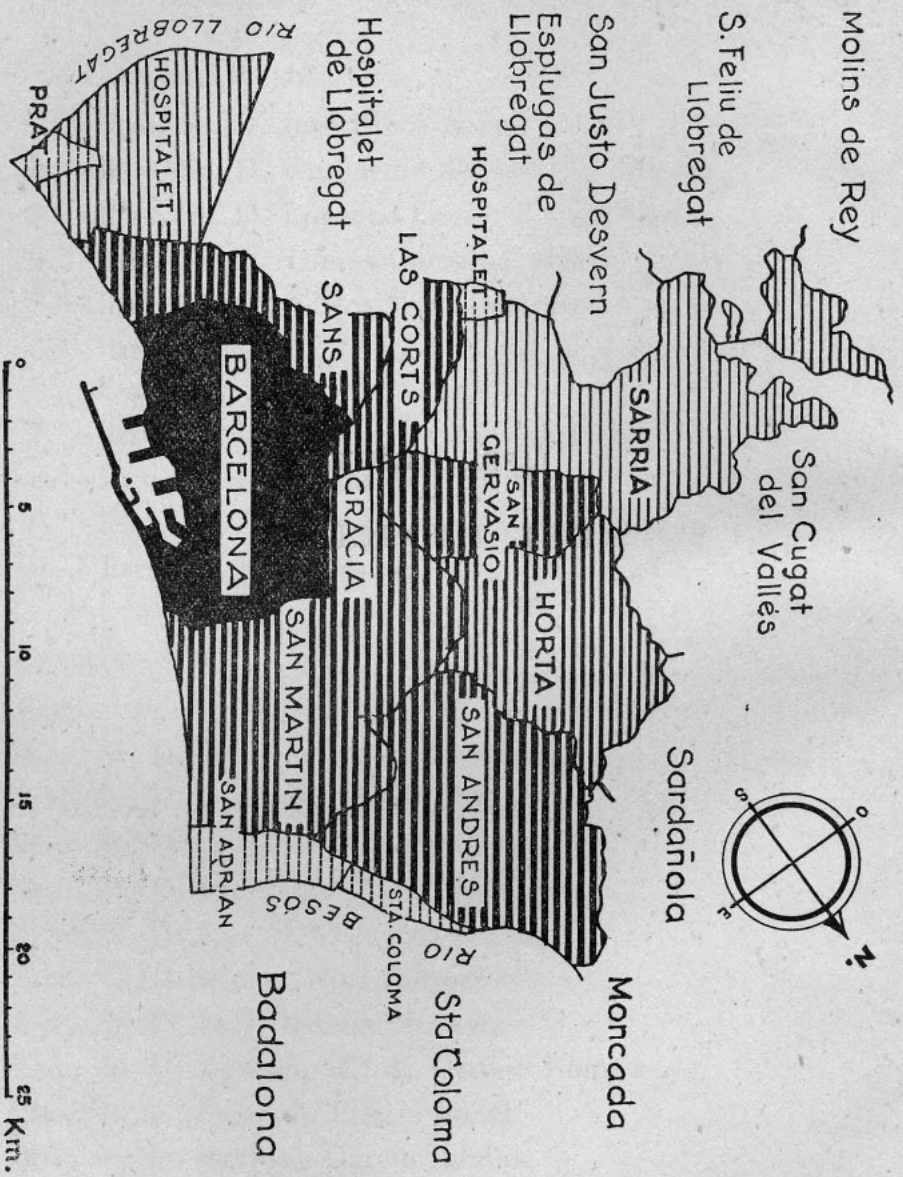 Molins de Rey
S. Feliu de
Llobregat
San Justo Desvern
Esplugas de
Llobregat
HOSPITALET
Hospitalet
de Llobregat
RIO LLOBREGAT
HOSPITALET
PRAT
San Cugat
del Vallés
SARRIA
LAS CORTS
SANS
SAN
GERVASIO
GRACIA
BARCELONA
HORTA
SAN MARTIN
SAN ANDRES
SAN ADRIAN
STA. COLOMA
RIO BESÓS
Sardañola
Moncada
Sta Coloma
Badalona
N.
S
O
E
0 5 10 15 20 25 Km.